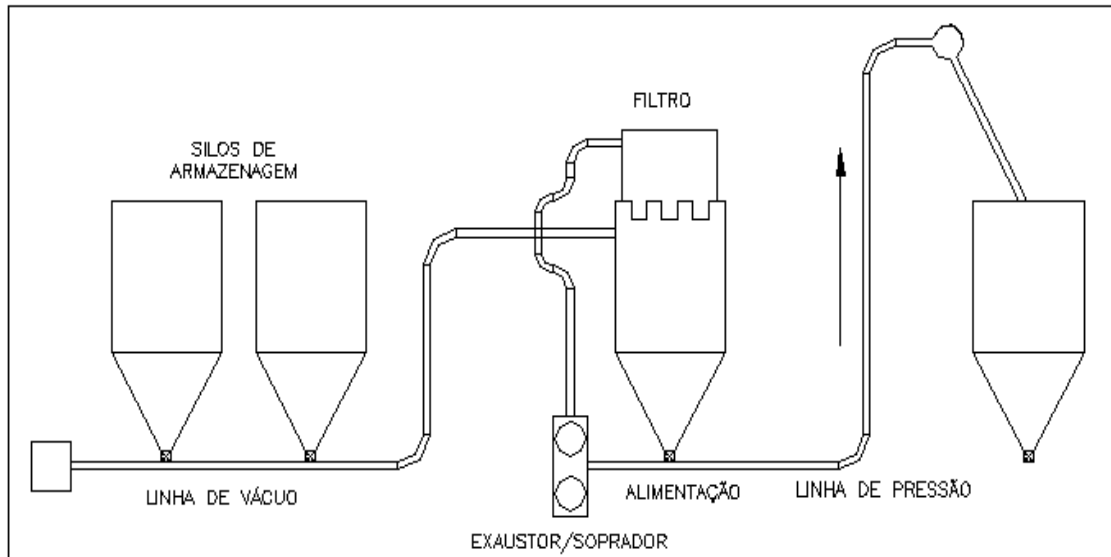 FILTRO
SILOS DE
ARMAZENAGEM
LINHA DE VÁCUO
ALIMENTAÇÃO
LINHA DE PRESSÃO
EXAUSTOR/SOPRADOR